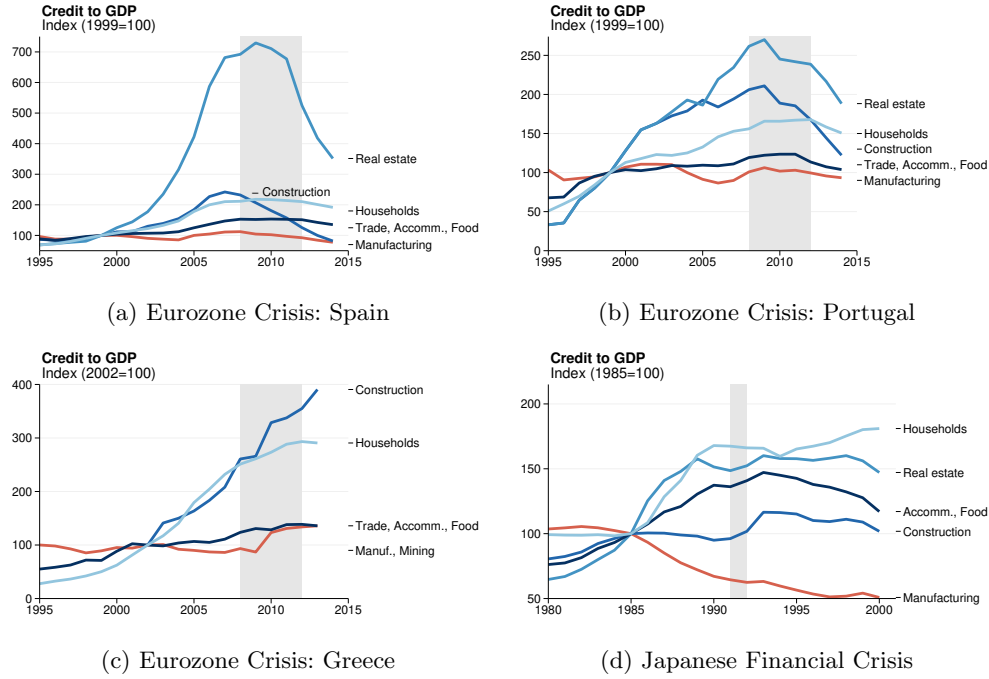 Credit to GDP
Index (1999=100)
700
600
500
400
300
200
100
1995
2000
2005
2010
2015
Real estate
Construction
Households
Trade, Accomm., Food
Manufacturing
(a) Eurozone Crisis: Spain
Credit to GDP
Index (1999=100)
250
200
150
100
50
0
1995
2000
2005
2010
2015
Real estate
Households
Construction
Trade, Accomm., Food
Manufacturing
(b) Eurozone Crisis: Portugal
Credit to GDP
Index (2002=100)
400
300
200
100
0
1995
2000
2005
2010
2015
Construction
Households
Trade, Accomm., Food
Manuf., Mining
(c) Eurozone Crisis: Greece
Credit to GDP
Index (1985=100)
200
150
100
50
1980
1985
1990
1995
2000
Households
Real estate
Accomm., Food
Construction
Manufacturing
(d) Japanese Financial Crisis